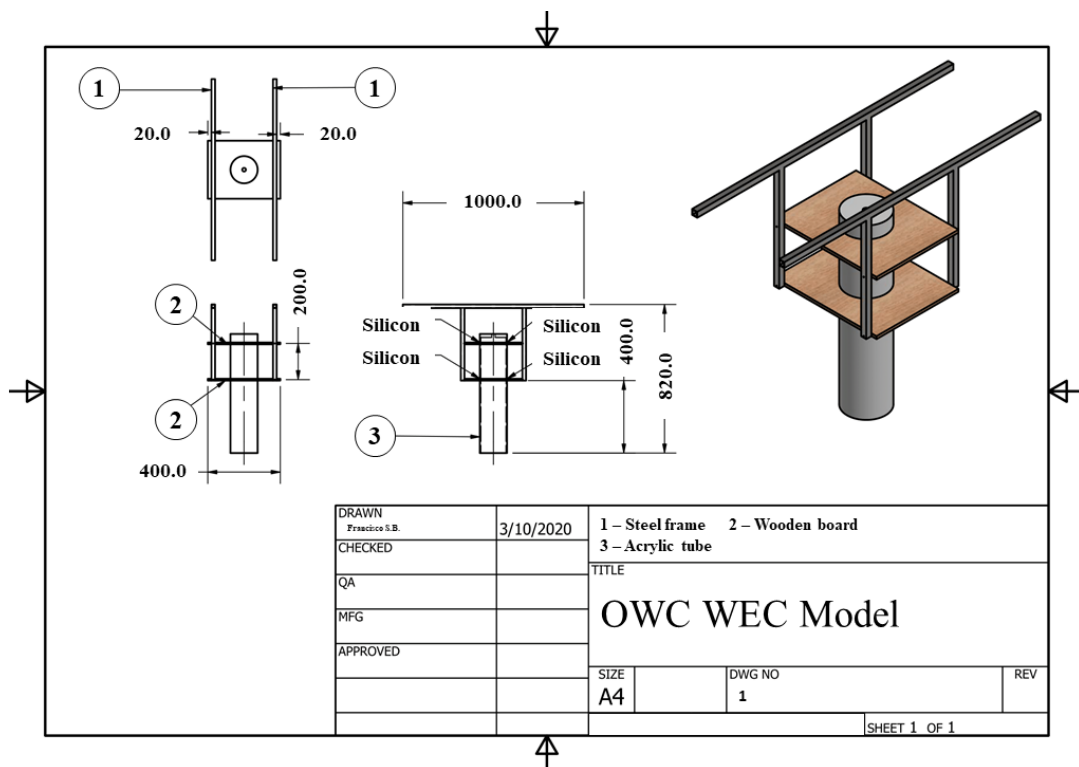 1
1
20.0
20.0
1000.0
200.0
2
Silicon
Silicon
Silicon
Silicon
400.0
820.0
2
3
400.0
DRAWN
Francisco S.B.
3/10/2020
1 – Steel frame 2 – Wooden board
3 – Acrylic tube
CHECKED
TITLE
QA
OWC WEC Model
MFG
APPROVED
SIZE
A4
DWG NO
1
REV
SHEET 1 OF 1